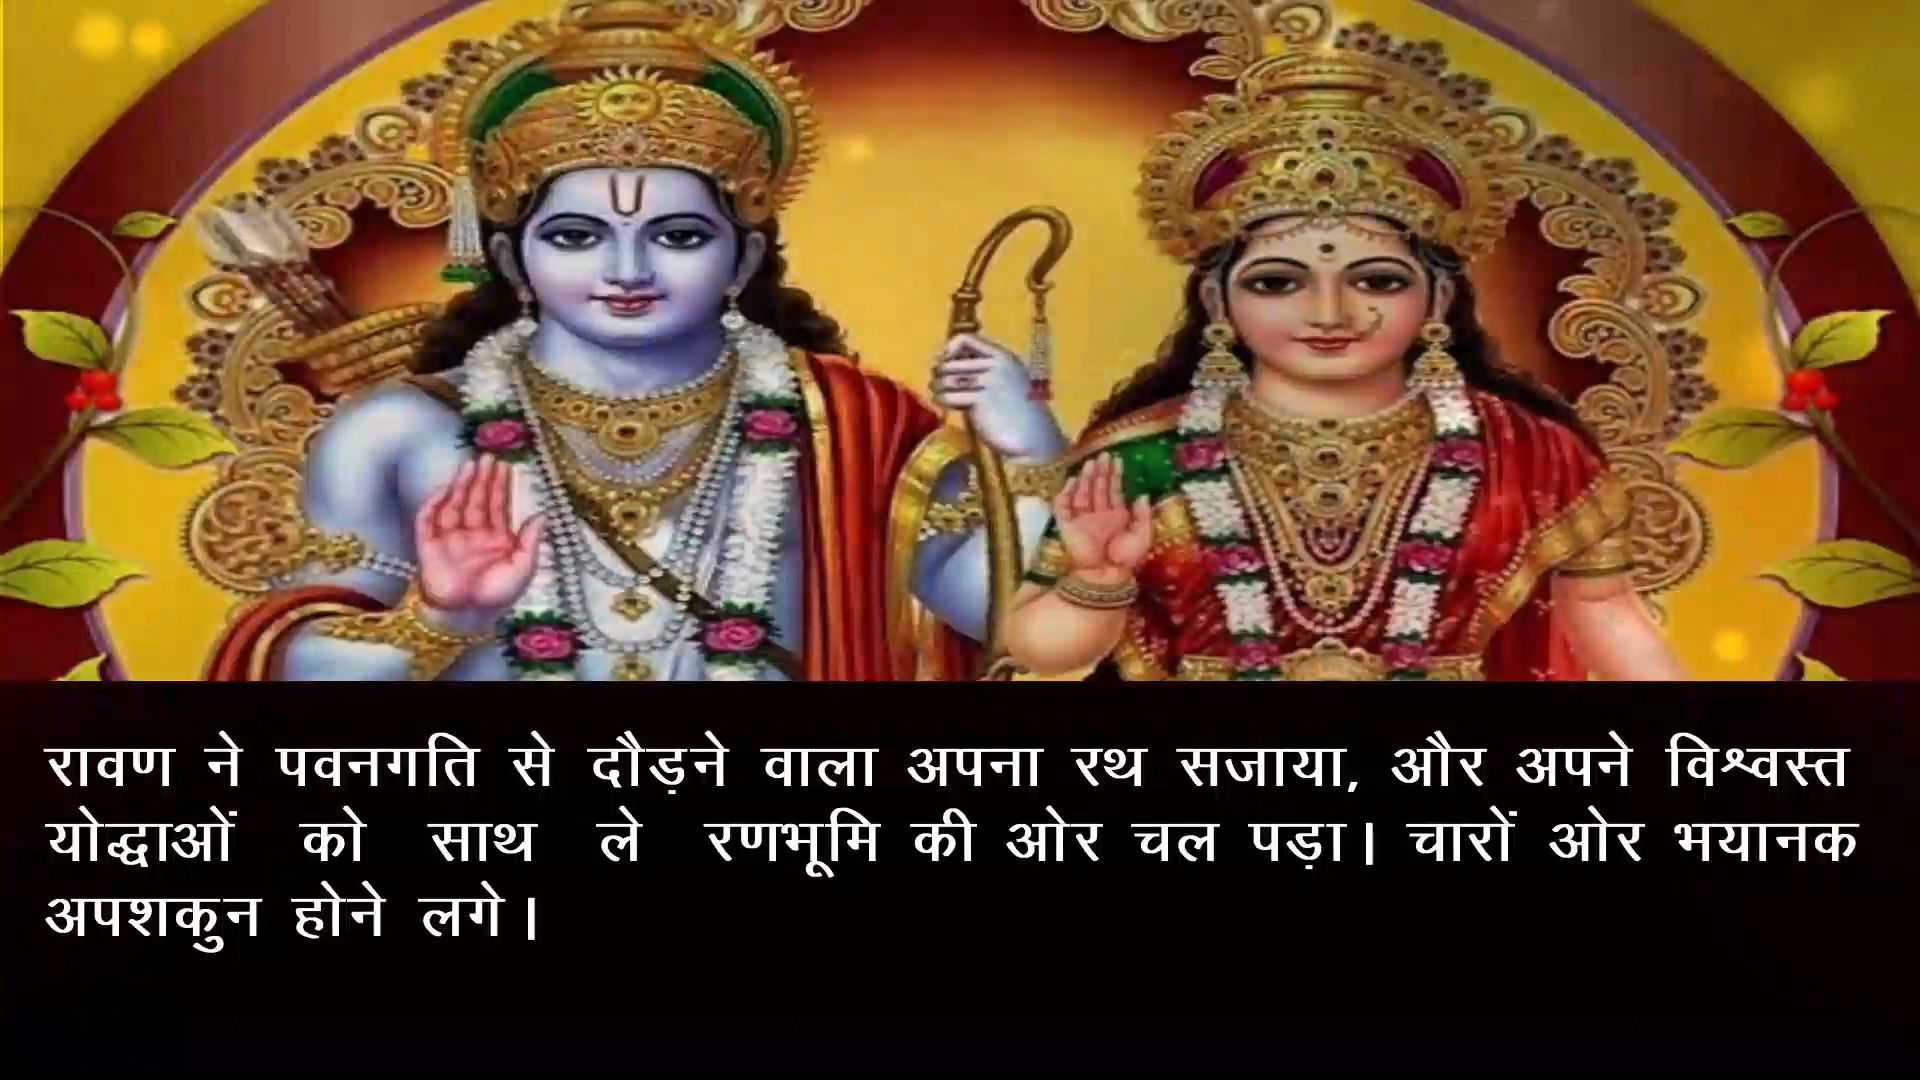 रावण ने पवनगति से दौड़ने वाला अपना रथ सजाया, और अपने विश्वस्त
योद्धाओं को साथ ले रणभूमि की ओर चल पड़ा। चारों ओर भयानक
अपशकुन होने लगे।